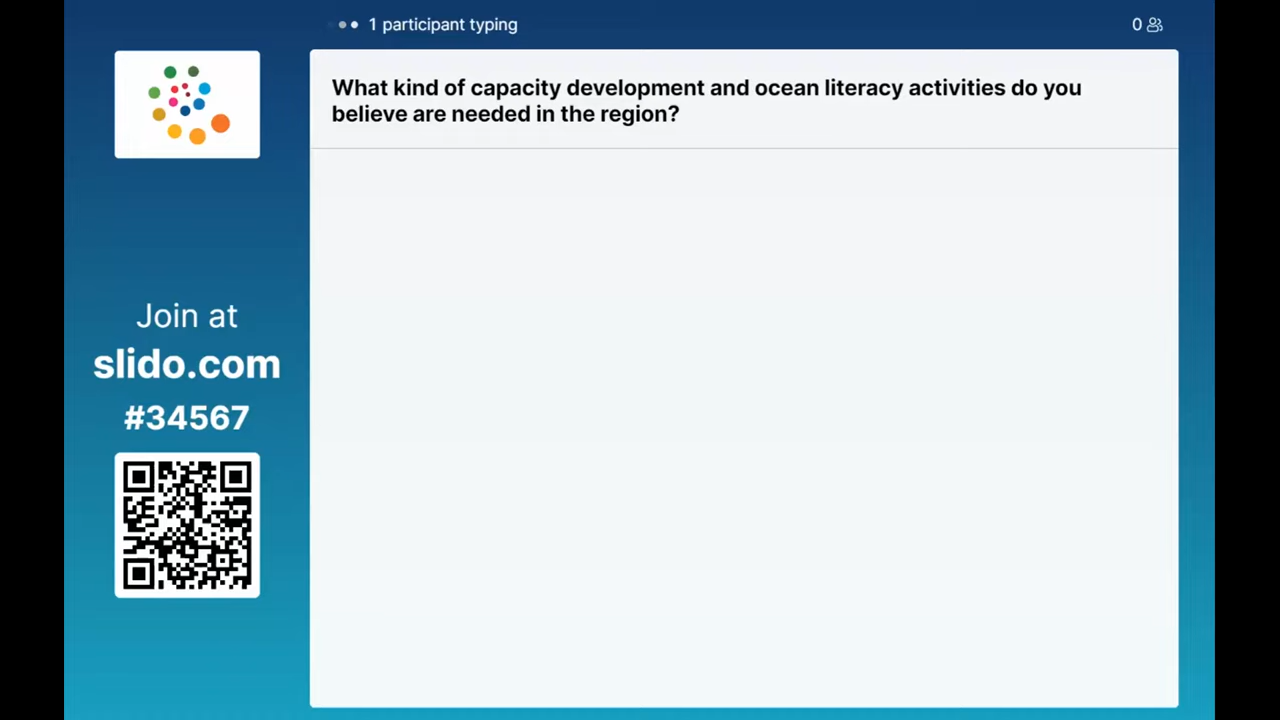 1 participant typing
0
What kind of capacity development and ocean literacy activities do you
believe are needed in the region?
Join at
slido.com
#34567